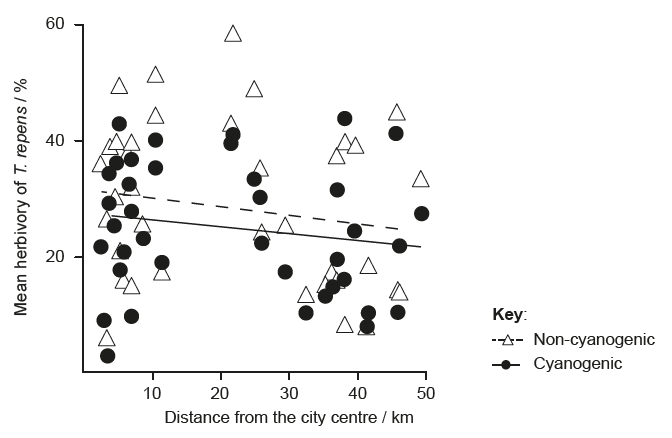 60
40
20
Mean herbivory of T. repens / %
10 20 30 40 50
Distance from the city centre / km
Key:
Non-cyanogenic
Cyanogenic